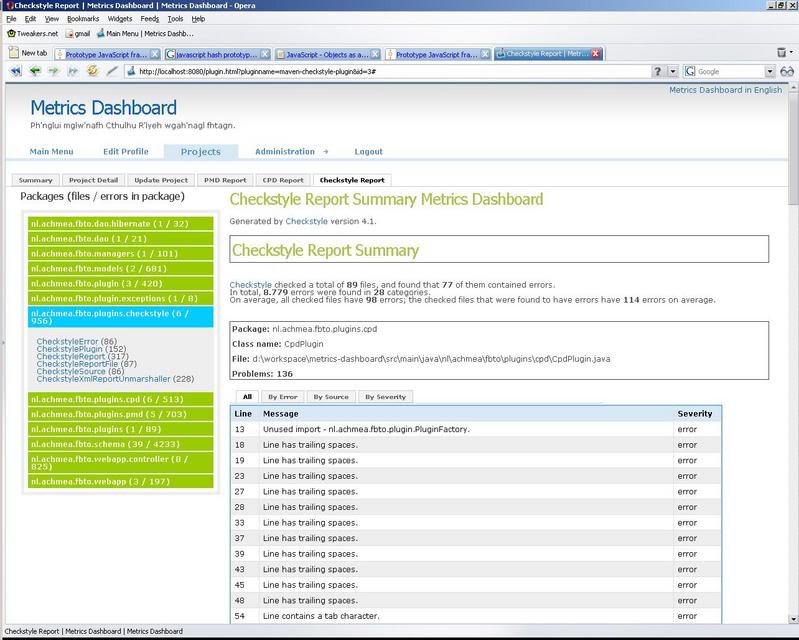 Checkstyle Report | Metrics Dashboard | Metrics Dashboard - Opera
File Edit View Bookmarks Widgets Feeds Tools Help
Tweakers.net gmail Main Menu | Metrics Dashb...
New tab Prototype JavaScript fra... javascript hash prototyp... JavaScript - Objects as a... Prototype JavaScript fra... Checkstyle Report | Metr...
http://localhost:8080/plugin.html?pluginname=maven-checkstyle-plugin&id=3# ? Google
Metrics Dashboard in English
Metrics Dashboard
Ph'nglui mglw'nafh Cthulhu R'lyeh wgah'nagl fhtagn.
Main Menu Edit Profile Projects Administration Logout
Summary Project Detail Update Project PMD Report CPD Report Checkstyle Report
Packages (files / errors in package)
nl.achmea.fbto.dao.hibernate (1 / 32)
nl.achmea.fbto.dao (1 / 21)
nl.achmea.fbto.managers (1 / 101)
nl.achmea.fbto.models (2 / 681)
nl.achmea.fbto.plugin (3 / 420)
nl.achmea.fbto.plugin.exceptions (1 / 8)
nl.achmea.fbto.plugins.checkstyle (6 /
956)
CheckstyleError (86)
CheckstylePlugin (152)
CheckstyleReport (317)
CheckstyleReportFile (87)
CheckstyleSource (86)
CheckstyleXmlReportUnmarshaller (228)
nl.achmea.fbto.plugins.cpd (6 / 513)
nl.achmea.fbto.plugins.pmd (5 / 703)
nl.achmea.fbto.plugins (1 / 89)
nl.achmea.fbto.schema (39 / 4233)
nl.achmea.fbto.webapp.controller (8 /
825)
nl.achmea.fbto.webapp (3 / 197)
Checkstyle Report Summary Metrics Dashboard
Generated by Checkstyle version 4.1.
Checkstyle Report Summary
Checkstyle checked a total of 89 files, and found that 77 of them contained errors.
In total, 8.779 errors were found in 28 categories.
On average, all checked files have 98 errors; the checked files that were found to have errors have 114 errors on average.
Package: nl.achmea.fbto.plugins.cpd
Class name: CpdPlugin
File: d:\workspace\metrics-dashboard\src\main\java\nl\achmea\fbto\plugins\cpd\CpdPlugin.java
Problems: 136
All By Error By Source By Severity
Line Message Severity
13 Unused import - nl.achmea.fbto.plugin.PluginFactory. error
18 Line has trailing spaces. error
19 Line has trailing spaces. error
23 Line has trailing spaces. error
27 Line has trailing spaces. error
28 Line has trailing spaces. error
33 Line has trailing spaces. error
37 Line has trailing spaces. error
39 Line has trailing spaces. error
43 Line has trailing spaces. error
45 Line has trailing spaces. error
48 Line has trailing spaces. error
54 Line contains a tab character. error
Checkstyle Report | Metrics Dashboard | Metrics Dashboard